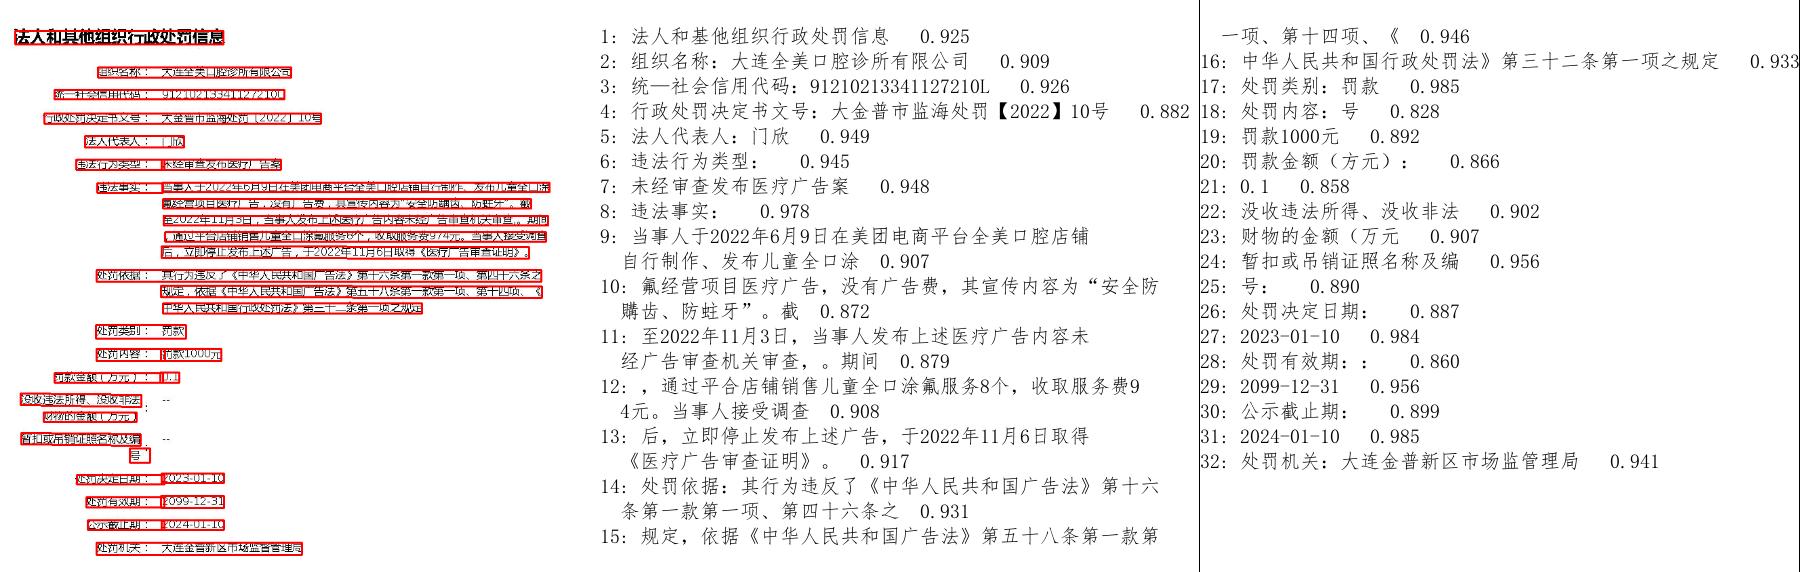 法人和其他组织行政处罚信息
组织名称： 大连全美口腔诊所有限公司
统一社会信用代码： 91210213341127210L
行政处罚决定书文号： 大金普市监海处罚〔2022〕10号
法人代表人： 门欣
违法行为类型： 未经审查发布医疗广告案
违法事实： 当事人于2022年6月9日在美团电商平台全美口腔店铺自行制作、发布儿童全口涂
氟经营项目医疗广告，没有广告费，其宣传内容为“安全防龋齿、防蛀牙”。截
至2022年11月3日，当事人发布上述医疗广告内容未经广告审查机关审查,。期间
，通过平台店铺销售儿童全口涂氟服务8个，收取服务费974元。当事人接受调查
后，立即停止发布上述广告，于2022年11月6日取得《医疗广告审查证明》。
处罚依据： 其行为违反了《中华人民共和国广告法》第十六条第一款第一项、第四十六条之
规定，依据《中华人民共和国广告法》第五十八条第一款第一项、第十四项、《
中华人民共和国行政处罚法》第三十二条第一项之规定
处罚类别： 罚款
处罚内容： 罚款1000元
罚款金额（万元）： 0.1
没收违法所得、没收非法
财物的金额（万元）
： --
暂扣或吊销证照名称及编
号
： --
处罚决定日期： 2023-01-10
处罚有效期： 2099-12-31
公示截止期： 2024-01-10
处罚机关： 大连金普新区市场监督管理局
1: 法人和基他组织行政处罚信息 0.925
2: 组织名称：大连全美口腔诊所有限公司 0.909
3: 统一社会信用代码：91210213341127210L 0.926
4: 行政处罚决定书文号：大金普市监海处罚【2022】10号 0.882
5: 法人代表人：门欣 0.949
6: 违法行为类型： 0.945
7: 未经审查发布医疗广告案 0.948
8: 违法事实： 0.978
9: 当事人于2022年6月9日在美团电商平台全美口腔店铺
自行制作、发布儿童全口涂 0.907
10: 氟经营项目医疗广告，没有广告费，其宣传内容为“安全防
購齿、防蛀牙”。截 0.872
11: 至2022年11月3日，当事人发布上述医疗广告内容未
经广告审查机关审查，。期间 0.879
12: ，通过平合店铺销售儿童全口涂氟服务8个，收取服务费9
4元。当事人接受调查 0.908
13: 后，立即停止发布上述广告，于2022年11月6日取得
《医疗广告审查证明》。 0.917
14: 处罚依据：其行为违反了《中华人民共和国广告法》第十六
条第一款第一项、第四十六条之 0.931
15: 规定，依据《中华人民共和国广告法》第五十八条第一款第
一项、第十四项、《 0.946
16: 中华人民共和国行政处罚法》第三十二条第一项之规定 0.933
17: 处罚类别：罚款 0.985
18: 处罚内容：号 0.828
19: 罚款1000元 0.892
20: 罚款金额（方元）： 0.866
21: 0.1 0.858
22: 没收违法所得、没收非法 0.902
23: 财物的金额（万元 0.907
24: 暂扣或吊销证照名称及编 0.956
25: 号： 0.890
26: 处罚决定日期： 0.887
27: 2023-01-10 0.984
28: 处罚有效期：： 0.860
29: 2099-12-31 0.956
30: 公示截止期： 0.899
31: 2024-01-10 0.985
32: 处罚机关：大连金普新区市场监管理局 0.941